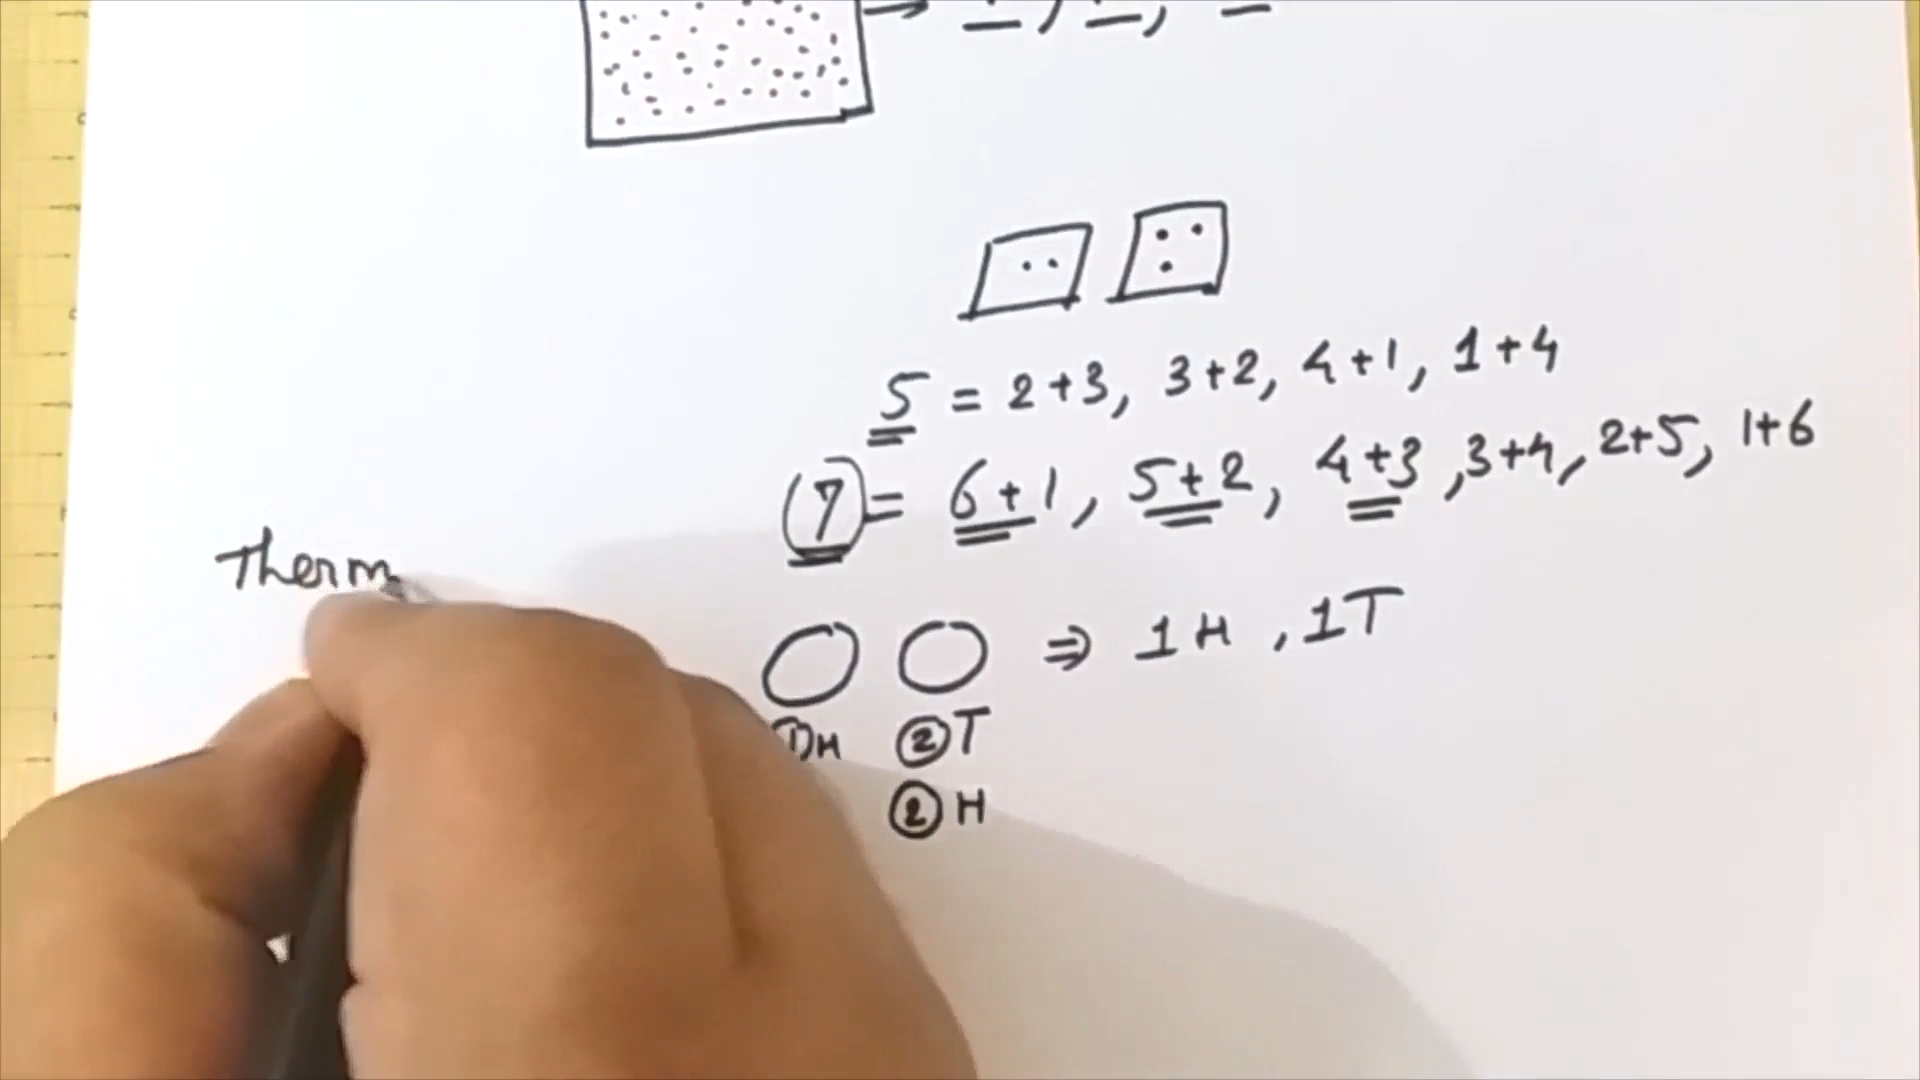 5 = 2+3, 3+2, 4+1, 1+4
7 = 6+1, 5+2, 4+3, 3+4, 2+5, 1+6
Therm
⇒ 1H, 1T
① H ② T
② H